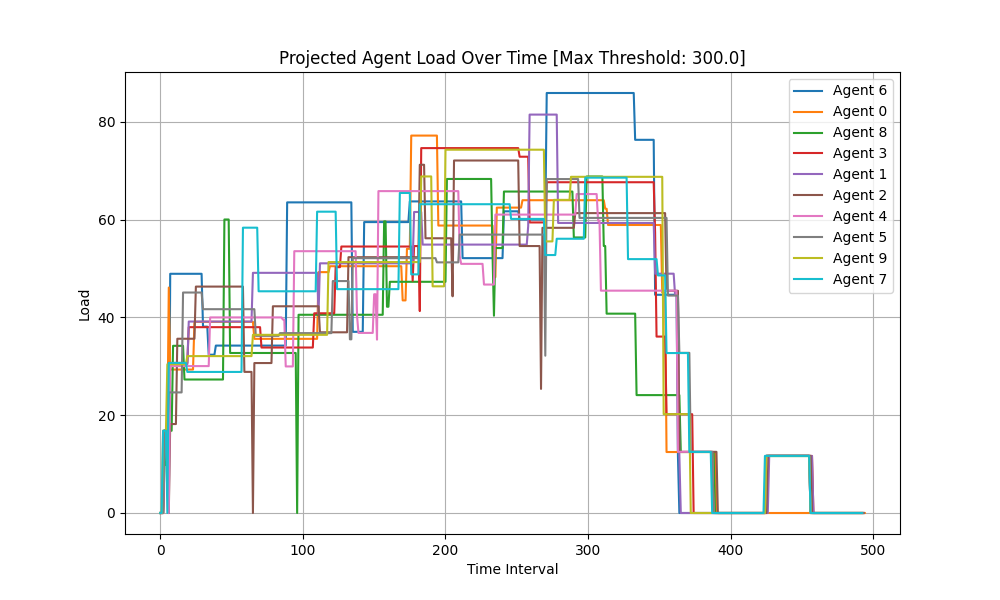 Projected Agent Load Over Time [Max Threshold: 300.0]
Load
80
60
40
20
0
0 100 200 300 400 500
Time Interval
Agent 6
Agent 0
Agent 8
Agent 3
Agent 1
Agent 2
Agent 4
Agent 5
Agent 9
Agent 7